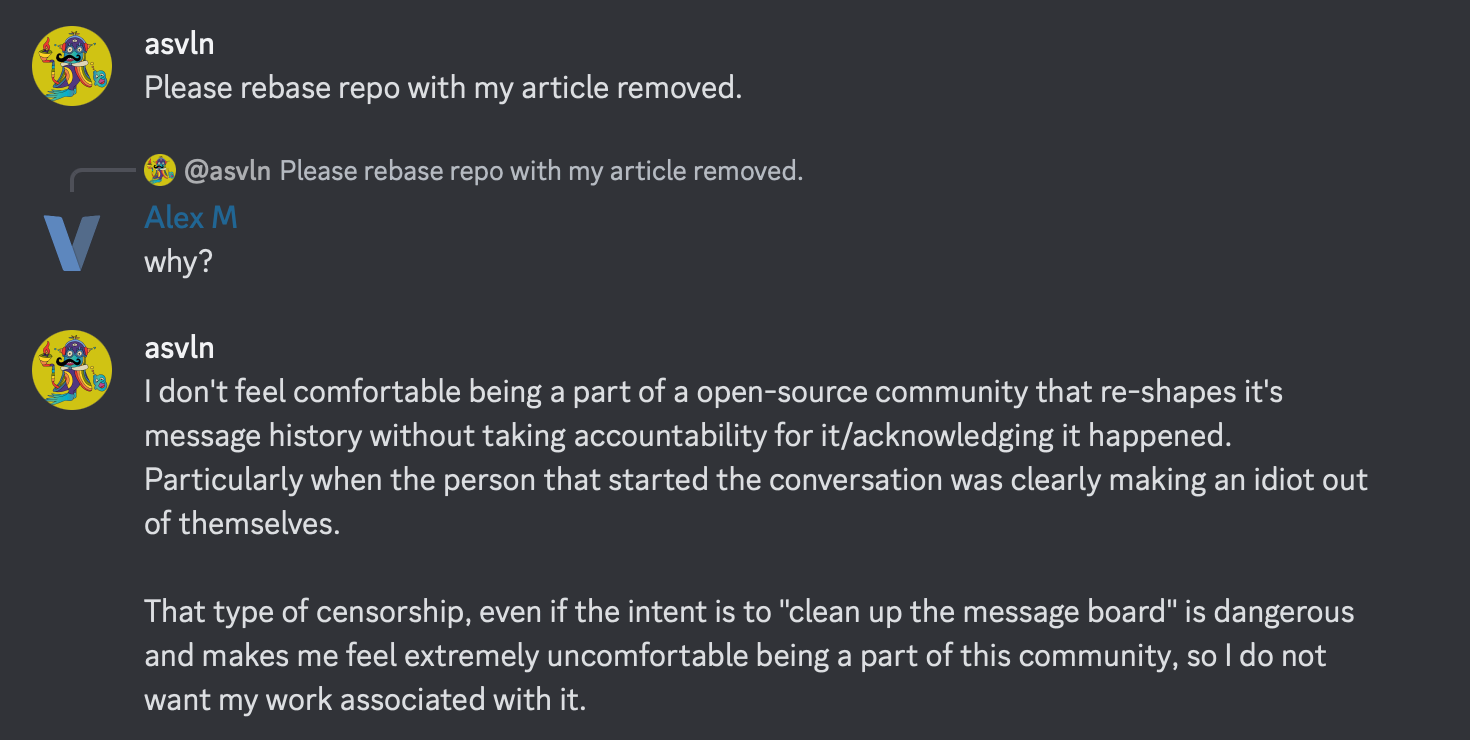 asvln
Please rebase repo with my article removed.
@asvln Please rebase repo with my article removed.
Alex M
why?
asvln
I don't feel comfortable being a part of a open-source community that re-shapes it's
message history without taking accountability for it/acknowledging it happened.
Particularly when the person that started the conversation was clearly making an idiot out
of themselves.
That type of censorship, even if the intent is to "clean up the message board" is dangerous
and makes me feel extremely uncomfortable being a part of this community, so I do not
want my work associated with it.